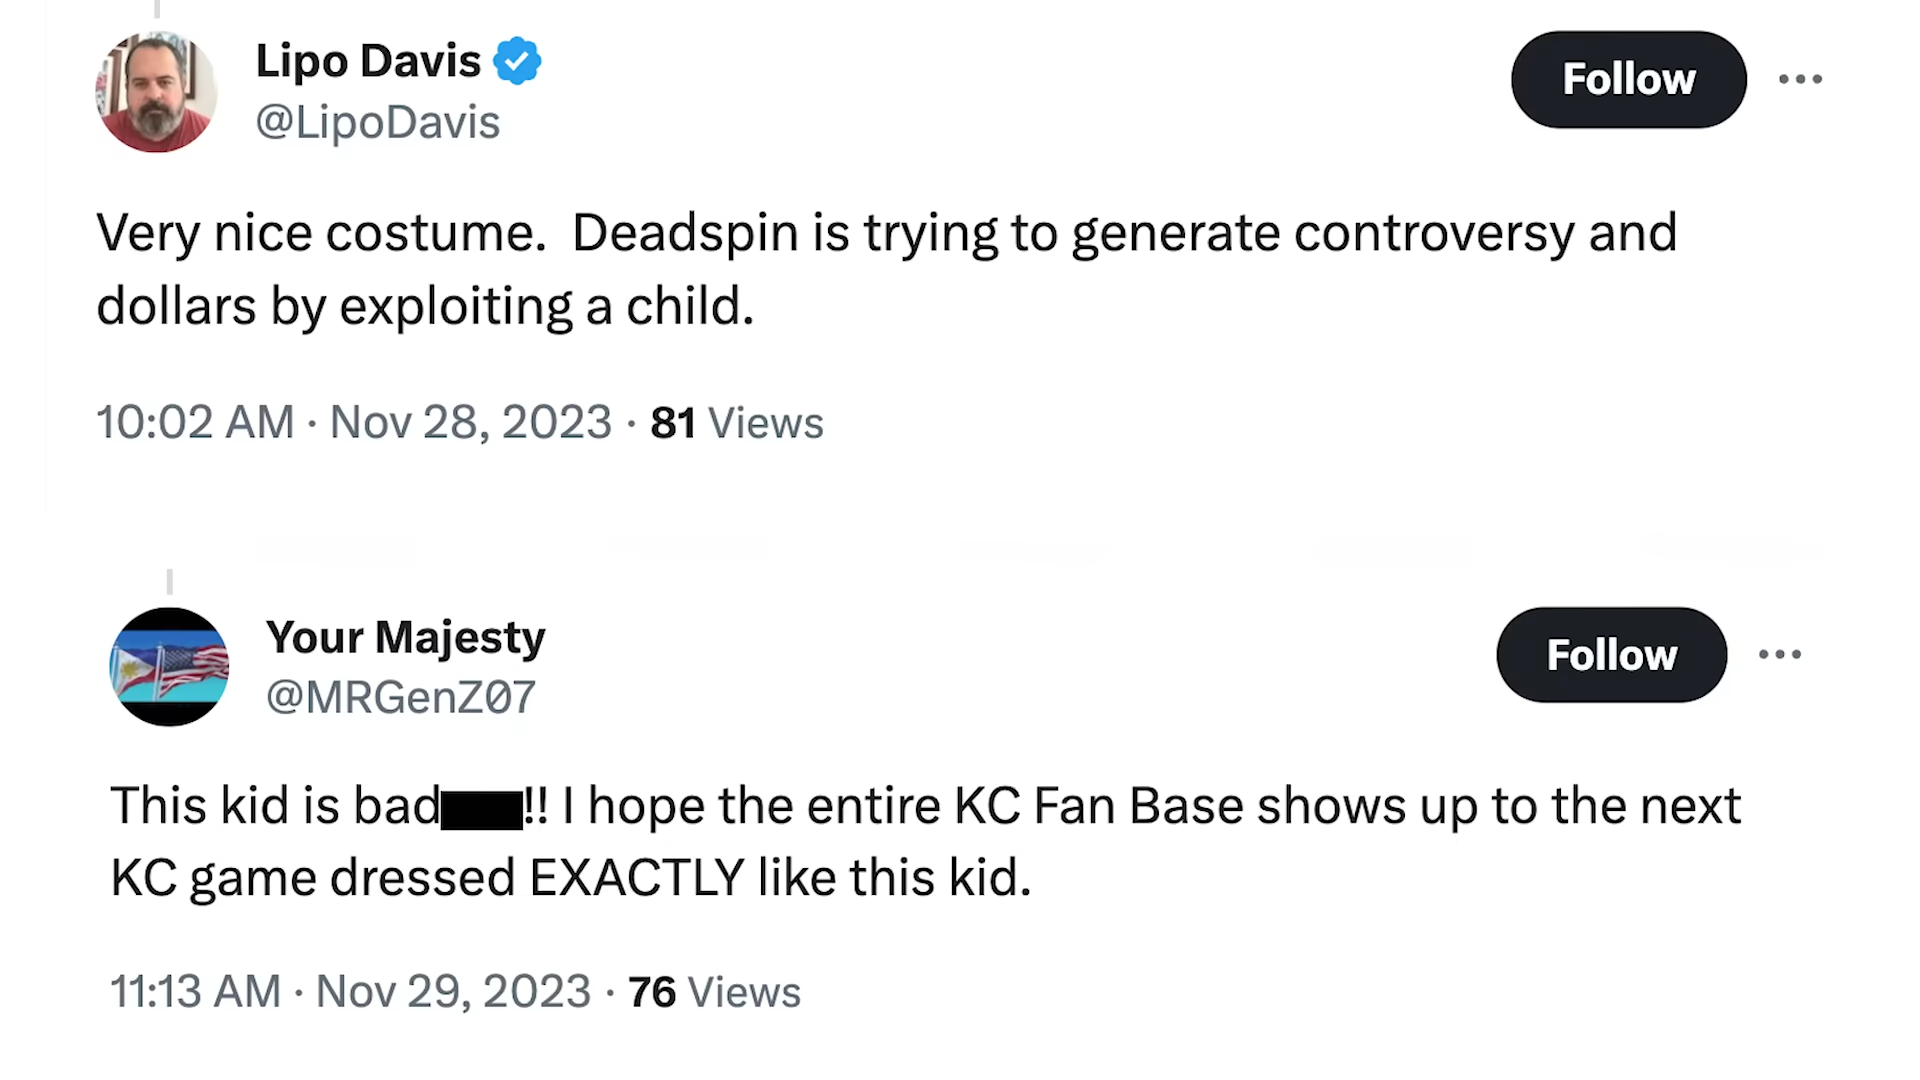 Lipo Davis
Follow
@LipoDavis
Very nice costume.  Deadspin is trying to generate controversy and
dollars by exploiting a child.
10:02 AM · Nov 28, 2023 · 81 Views
Your Majesty
Follow
@MRGenZ07
This kid is bad!! I hope the entire KC Fan Base shows up to the next
KC game dressed EXACTLY like this kid.
11:13 AM · Nov 29, 2023 · 76 Views